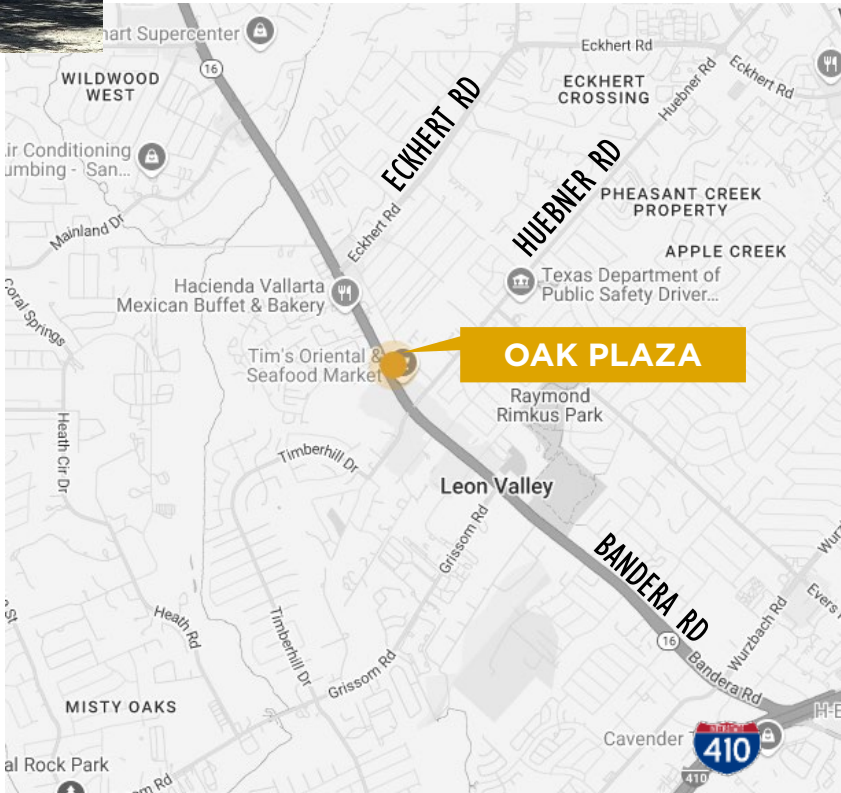 hart Supercenter
16
Eckhert Rd
WILDWOOD
WEST
ECKHERT RD
ECKHERT
CROSSING
Huebner Rd
Eckhert Rd
ir Conditioning
umbing - San...
HUEBNER RD
PHEASANT CREEK
PROPERTY
Mainland Dr
Eckhert Rd
APPLE CREEK
Coral Springs
Hacienda Vallarta
Mexican Buffet & Bakery
Texas Department of
Public Safety Driver...
Tim's Oriental &
Seafood Market
OAK PLAZA
Raymond
Rimkus Park
Heath Cir Dr
Timberhill Dr
Leon Valley
Grissom Rd
BANDERA RD
Wurz
Evers
Heath Rd
Timberhill Dr
16
Wurzbach Rd
Grissom Rd
Bandera Rd
MISTY OAKS
H-E
Cavender
410
al Rock Park
410
om Rd